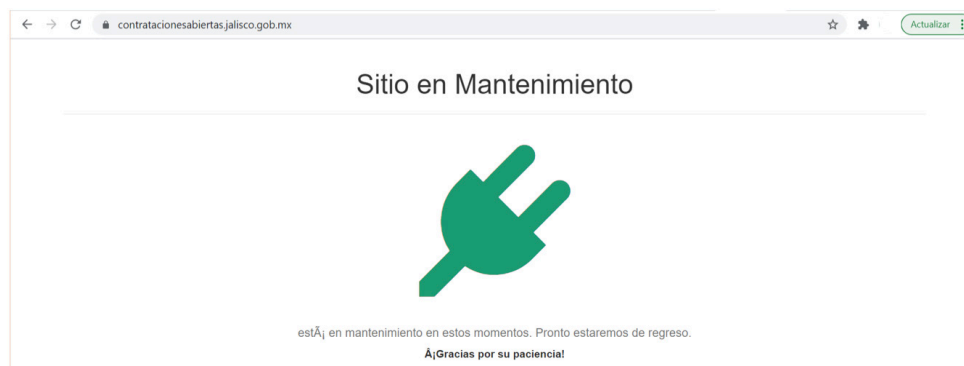 contratacionesabiertas.jalisco.gob.mx
Actualizar
Sitio en Mantenimiento
estÃ¡ en mantenimiento en estos momentos. Pronto estaremos de regreso.
Â¡Gracias por su paciencia!